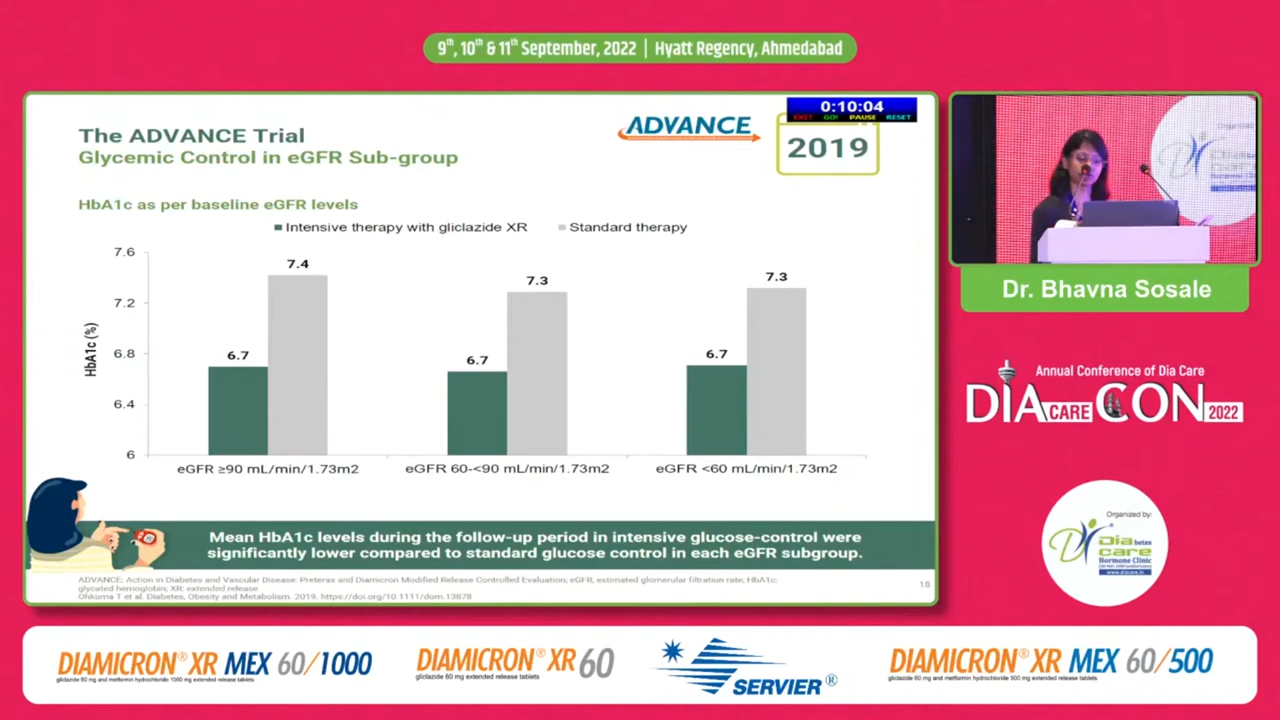 9th, 10th & 11th September, 2022 | Hyatt Regency, Ahmedabad
The ADVANCE Trial
Glycemic Control in eGFR Sub-group
ADVANCE
0:10:04
EXIT GO! PAUSE RESET
2019
HbA1c as per baseline eGFR levels
Intensive therapy with gliclazide XR
Standard therapy
HbA1c (%)
7.6
7.2
6.8
6.4
6
6.7
7.4
6.7
7.3
6.7
7.3
eGFR ≥90 mL/min/1.73m2
eGFR 60-<90 mL/min/1.73m2
eGFR <60 mL/min/1.73m2
Mean HbA1c levels during the follow-up period in intensive glucose-control were
significantly lower compared to standard glucose control in each eGFR subgroup.
ADVANCE; Action in Diabetes and Vascular Disease: Preterax and Diamicron Modified Release Controlled Evaluation; eGFR, estimated glomerular filtration rate; HbA1c:
glycated hemoglobin; XR: extended release
Ohkuma T et al. Diabetes, Obesity and Metabolism. 2019. https://doi.org/10.1111/dom.13878
16
Dr. Bhavna Sosale
Annual Conference of Dia Care
DIA CARE CON 2022
Organized by:
Diabetes
care
Hormone Clinic
www.diacare.in
DIAMICRON® XR MEX 60/1000
gliclazide 60 mg and metformin hydrochloride 1000 mg extended release tablets
DIAMICRON® XR 60
gliclazide 60 mg extended release tablets
SERVIER®
DIAMICRON® XR MEX 60/500
gliclazide 60 mg and metformin hydrochloride 500 mg extended release tablets